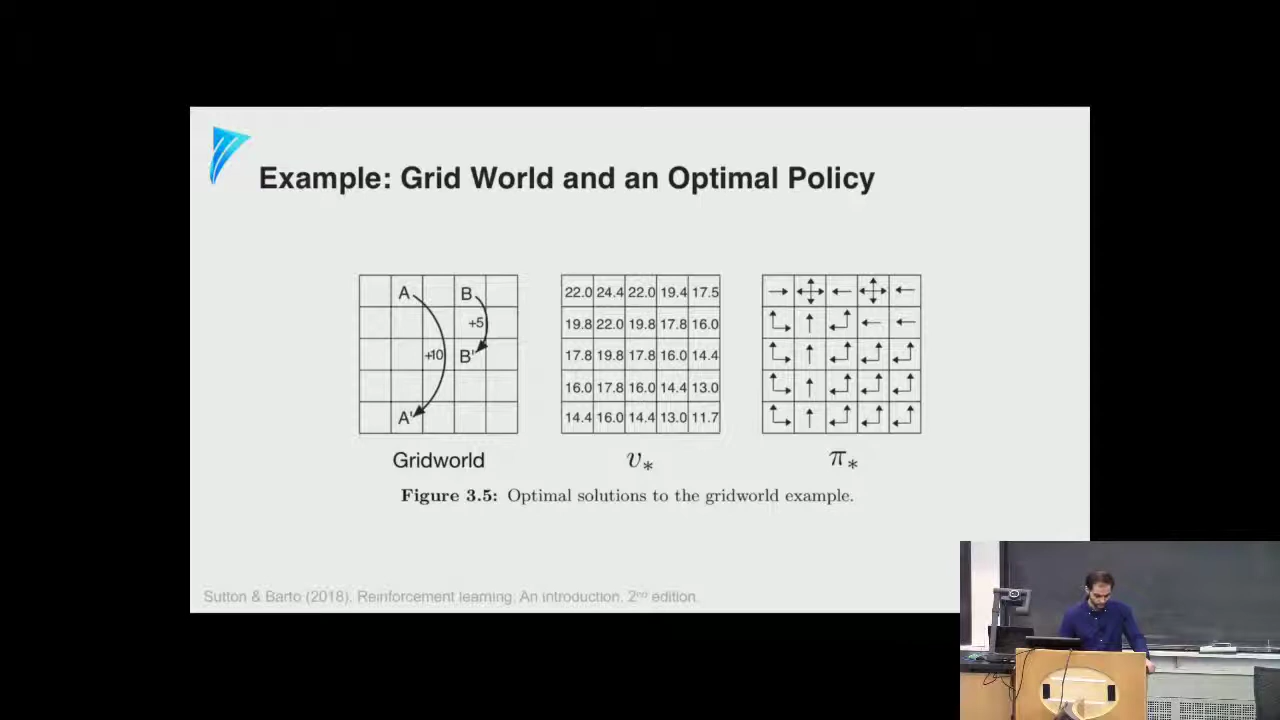 Example: Grid World and an Optimal Policy
A B
+5
+10 B'
A'
22.0 24.4 22.0 19.4 17.5
19.8 22.0 19.8 17.8 16.0
17.8 19.8 17.8 16.0 14.4
16.0 17.8 16.0 14.4 13.0
14.4 16.0 14.4 13.0 11.7
Gridworld v* π*
Figure 3.5: Optimal solutions to the gridworld example.
Sutton & Barto (2018). Reinforcement learning. An introduction. 2nd edition.